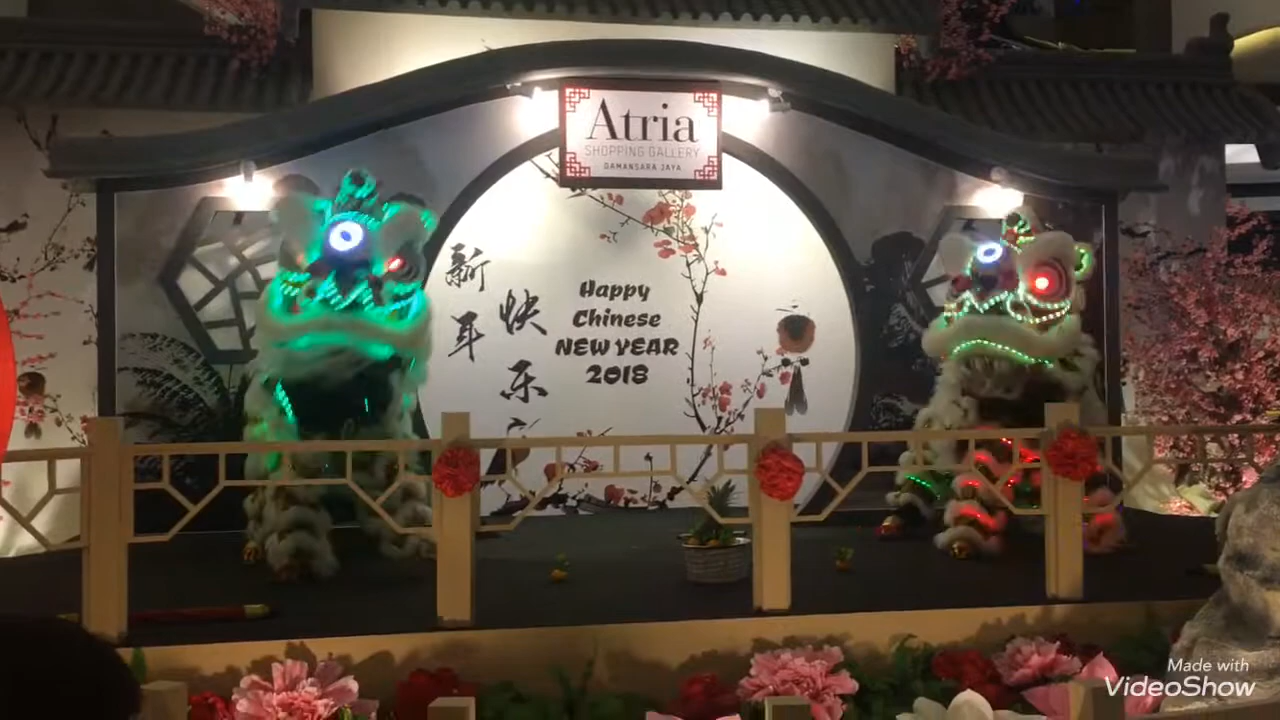 Atria
SHOPPING GALLERY
DAMANSARA JAYA
新年
快乐
Happy
Chinese
NEW YEAR
2018
Made with
VideoShow